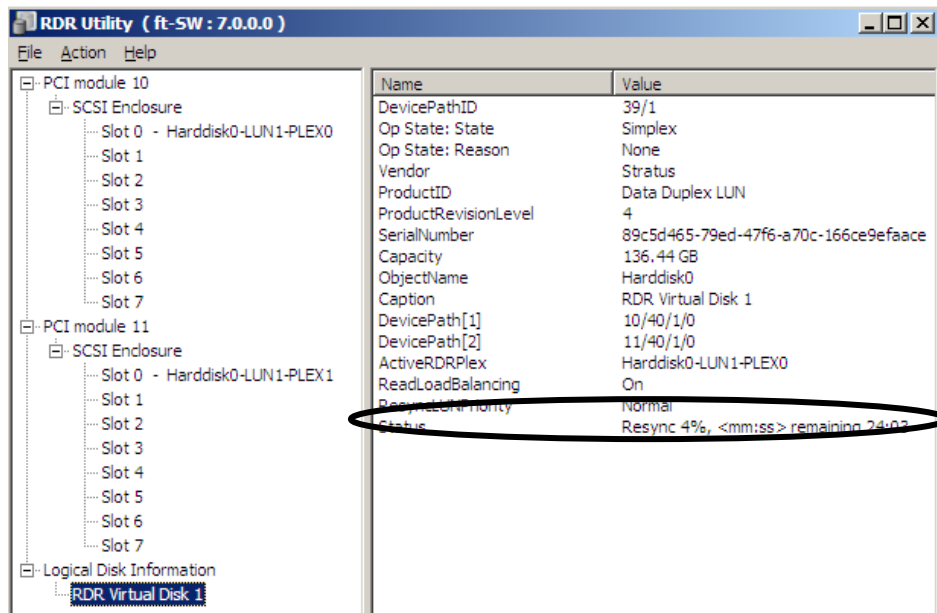 RDR Utility ( ft-SW : 7.0.0.0 )
File Action Help
PCI module 10
SCSI Enclosure
Slot 0 - Harddisk0-LUN1-PLEX0
Slot 1
Slot 2
Slot 3
Slot 4
Slot 5
Slot 6
Slot 7
PCI module 11
SCSI Enclosure
Slot 0 - Harddisk0-LUN1-PLEX1
Slot 1
Slot 2
Slot 3
Slot 4
Slot 5
Slot 6
Slot 7
Logical Disk Information
RDR Virtual Disk 1
Name Value
DevicePathID 39/1
Op State: State Simplex
Op State: Reason None
Vendor Stratus
ProductID Data Duplex LUN
ProductRevisionLevel 4
SerialNumber 89c5d465-79ed-47f6-a70c-166ce9efaace
Capacity 136.44 GB
ObjectName Harddisk0
Caption RDR Virtual Disk 1
DevicePath[1] 10/40/1/0
DevicePath[2] 11/40/1/0
ActiveRDRPlex Harddisk0-LUN1-PLEX0
ReadLoadBalancing On
ResyncLUNPriority Normal
Status Resync 4%, <mm:ss> remaining 24:03